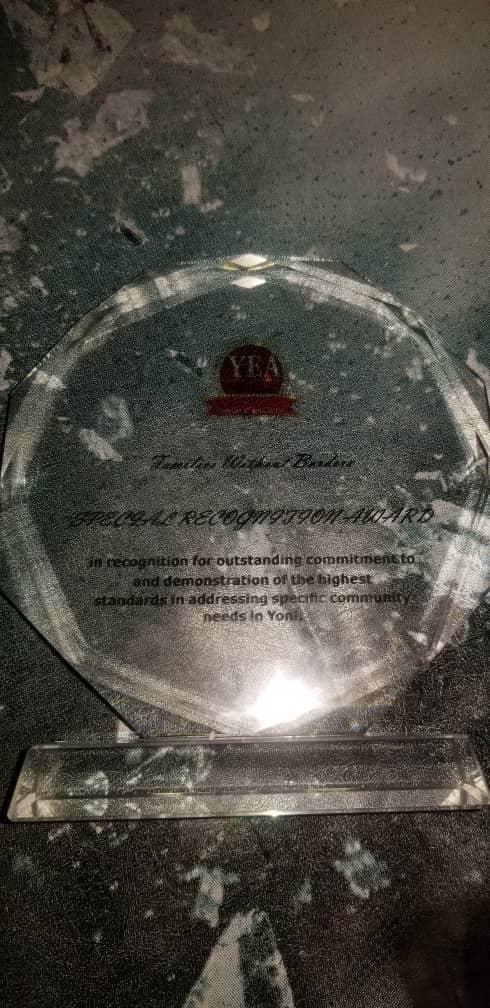 YEA
Families Without Borders
SPECIAL RECOGNITION AWARD
in recognition for outstanding commitment to
and demonstration of the highest
standards in addressing specific community
needs in Yoni.